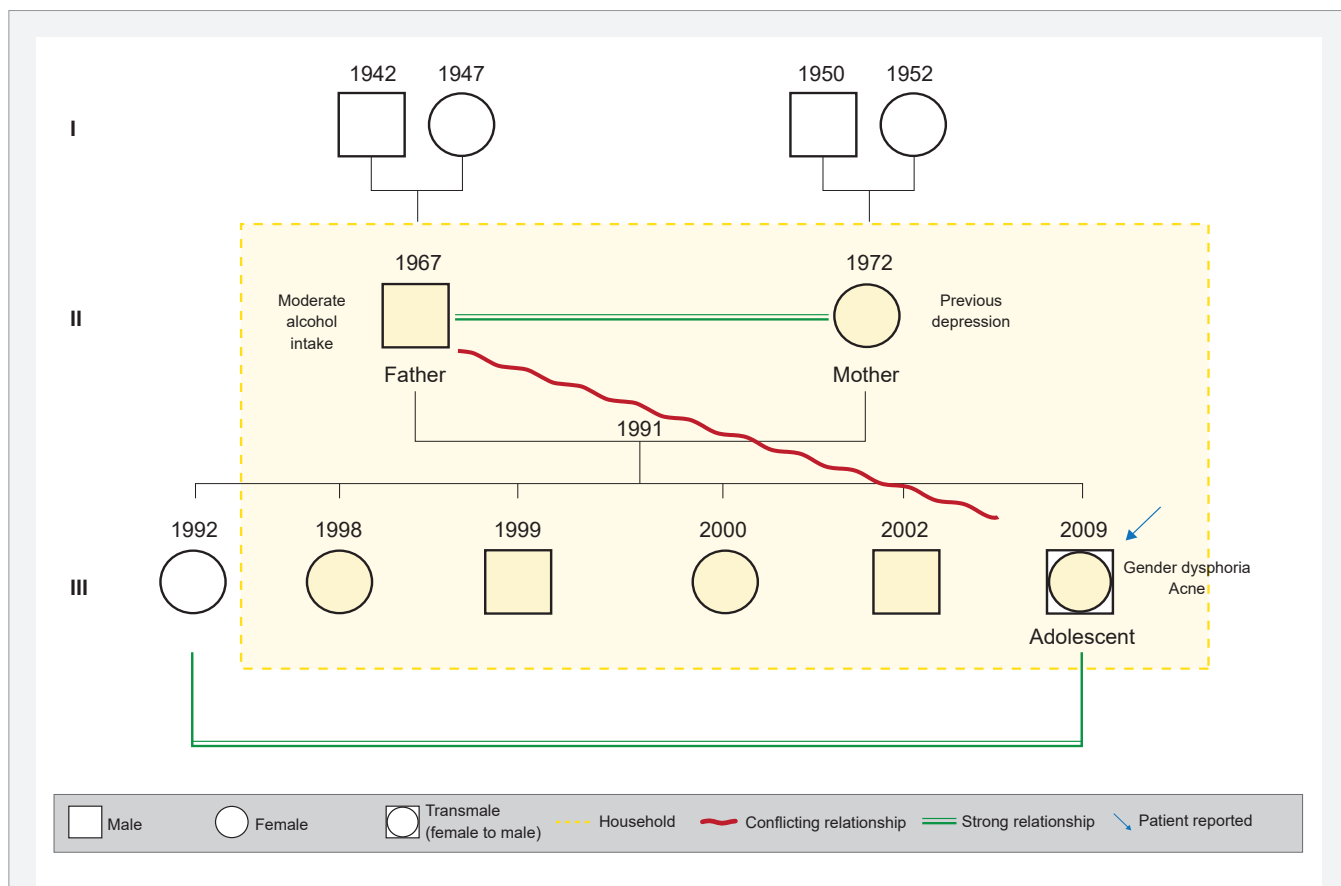 1942
1947
1950
1952
I
1967
1972
Moderate
alcohol
intake
II
Previous
depression
Father
Mother
1991
1992
1998
1999
2000
2002
2009
III
Gender dysphoria
Acne
Adolescent
Male
Female
Transmale
(female to male)
Household
Conflicting relationship
Strong relationship
Patient reported